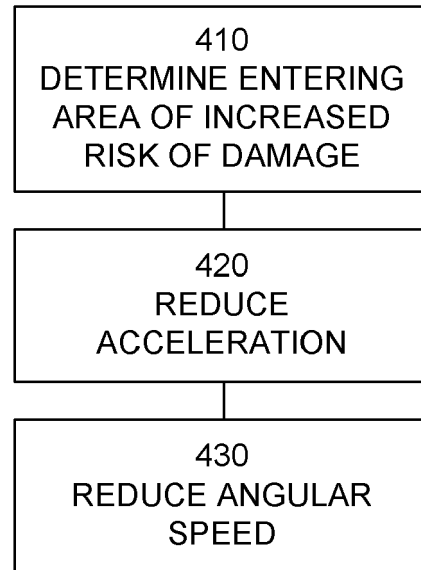 410
DETERMINE ENTERING
AREA OF INCREASED
RISK OF DAMAGE
420
REDUCE
ACCELERATION
430
REDUCE ANGULAR
SPEED